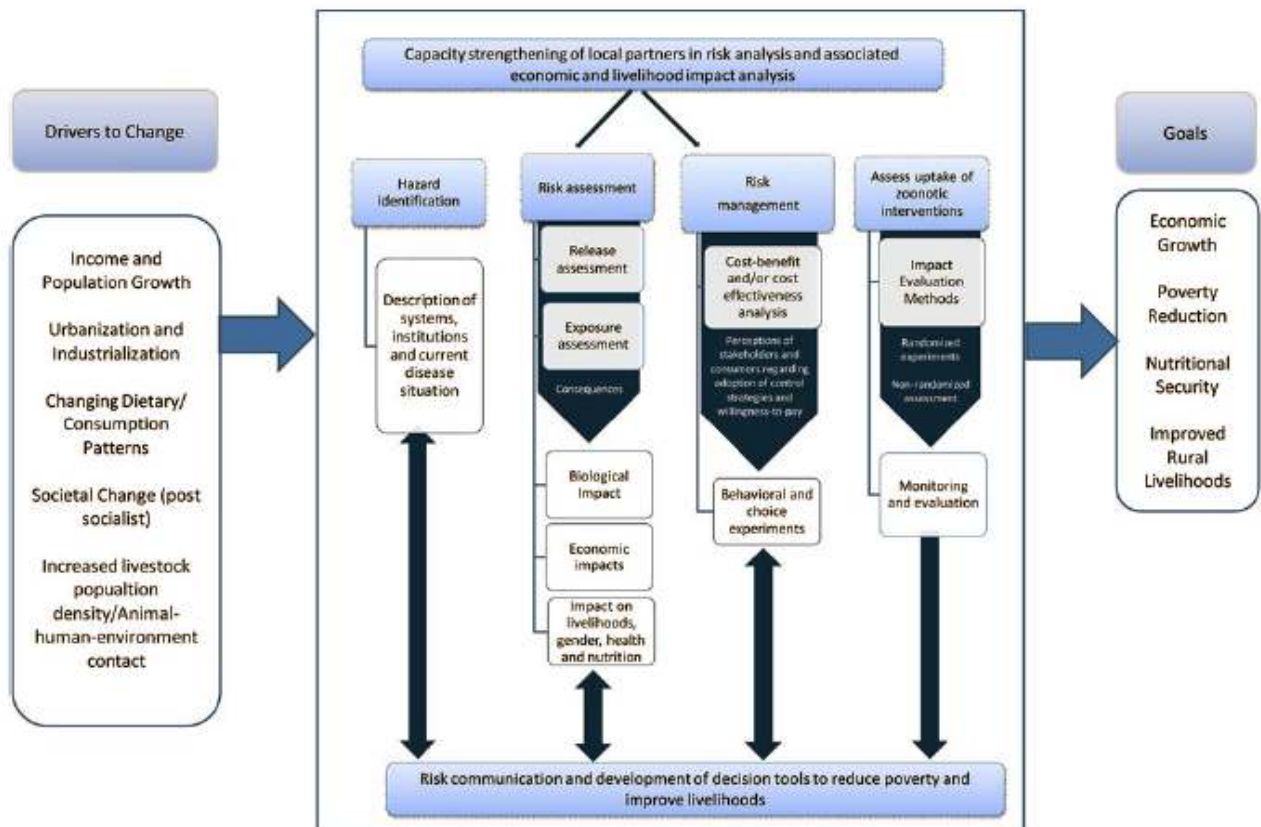 Capacity strengthening of local partners in risk analysis and associated
economic and livelihood impact analysis
Drivers to Change
Income and
Population Growth
Urbanization and
Industrialization
Changing Dietary/
Consumption
Patterns
Societal Change (post
socialist)
Increased livestock
popualtion
density/Animal-
human-environment
contact
Hazard
identification
Description of
systems,
institutions
and current
disease
situation
Risk assessment
Release
assessment
Exposure
assessment
Consequences
Biological
Impact
Economic
impacts
Impact on
livelihoods,
gender, health
and nutrition
Risk
management
Cost-benefit
and/or cost
effectiveness
analysis
Perceptions of
stakeholders and
consumers regarding
adoption of control
strategies and
willingness-to-pay
Behavioral and
choice
experiments
Assess uptake of
zoonotic
interventions
Impact
Evaluation
Methods
Randomized
experiments
Non-randomized
assessment
Monitoring
and evaluation
Risk communication and development of decision tools to reduce poverty and
improve livelihoods
Goals
Economic
Growth
Poverty
Reduction
Nutritional
Security
Improved
Rural
Livelihoods